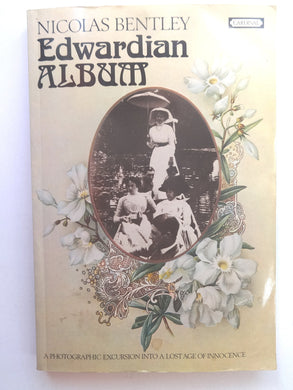 NICOLAS BENTLEY
CARDINAL
Edwardian
ALBUM
A PHOTOGRAPHIC EXCURSION INTO A LOST AGE OF INNOCENCE